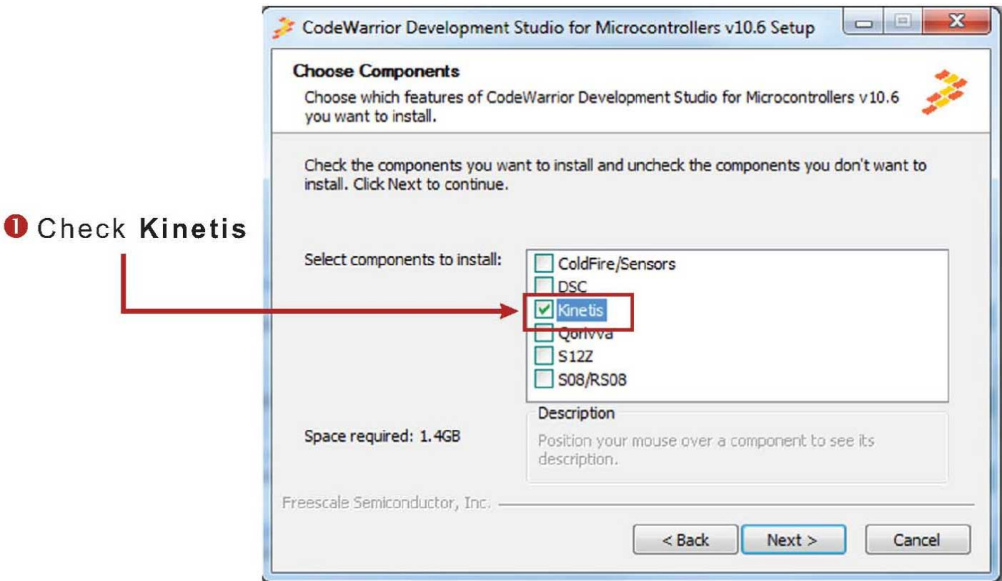 CodeWarrior Development Studio for Microcontrollers v10.6 Setup
Choose Components
Choose which features of CodeWarrior Development Studio for Microcontrollers v10.6
you want to install.
Check the components you want to install and uncheck the components you don't want to
install. Click Next to continue.
1 Check Kinetis
Select components to install:
ColdFire/Sensors
DSC
Kinetis
Qorivva
S12Z
S08/RS08
Space required: 1.4GB
Description
Position your mouse over a component to see its
description.
Freescale Semiconductor, Inc.
< Back
Next >
Cancel